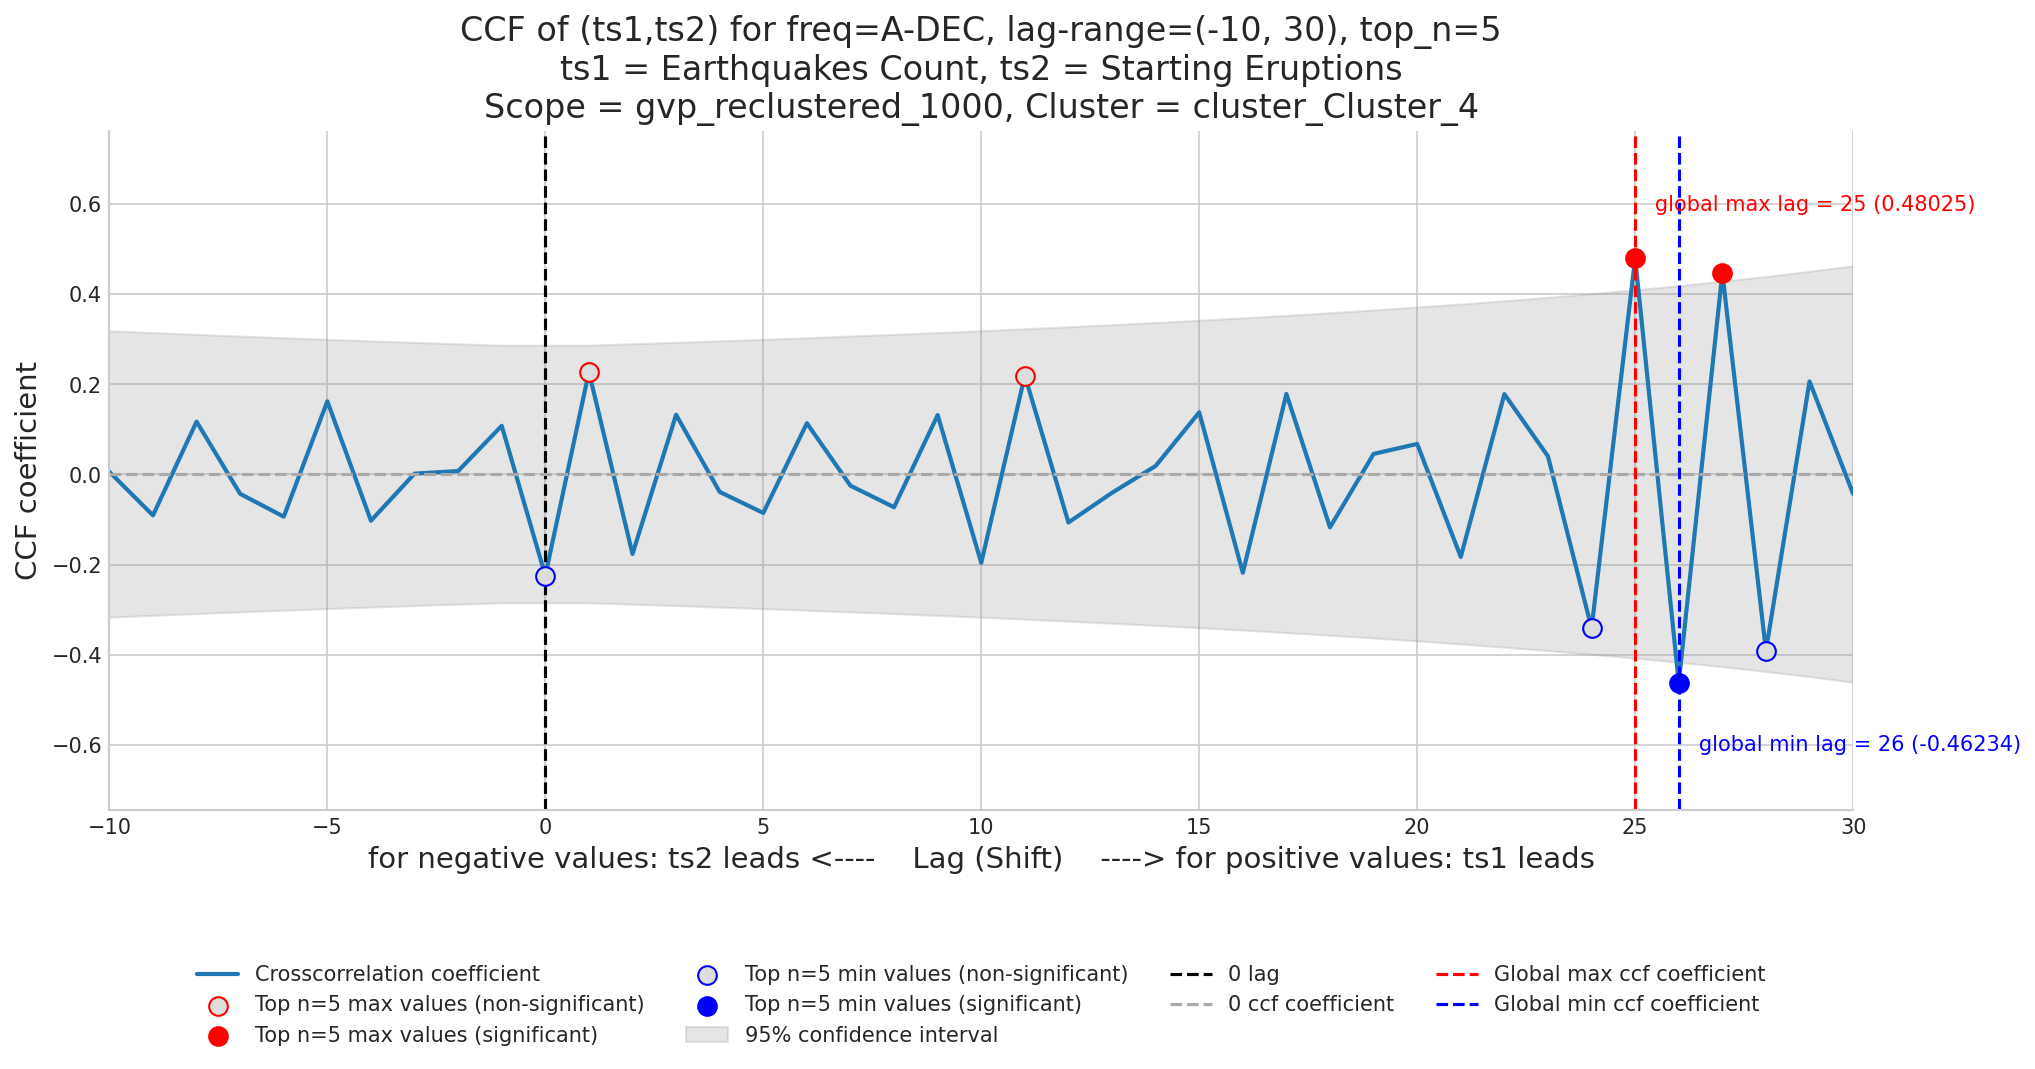 CCF of (ts1,ts2) for freq=A-DEC, lag-range=(-10, 30), top_n=5
ts1 = Earthquakes Count, ts2 = Starting Eruptions
Scope = gvp_reclustered_1000, Cluster = cluster_Cluster_4
CCF coefficient
0.6
0.4
0.2
0.0
−0.2
−0.4
−0.6
global max lag = 25 (0.48025)
global min lag = 26 (-0.46234)
−10 −5 0 5 10 15 20 25 30
for negative values: ts2 leads <---- Lag (Shift) ----> for positive values: ts1 leads
Crosscorrelation coefficient
Top n=5 max values (non-significant)
Top n=5 max values (significant)
Top n=5 min values (non-significant)
Top n=5 min values (significant)
95% confidence interval
0 lag
0 ccf coefficient
Global max ccf coefficient
Global min ccf coefficient